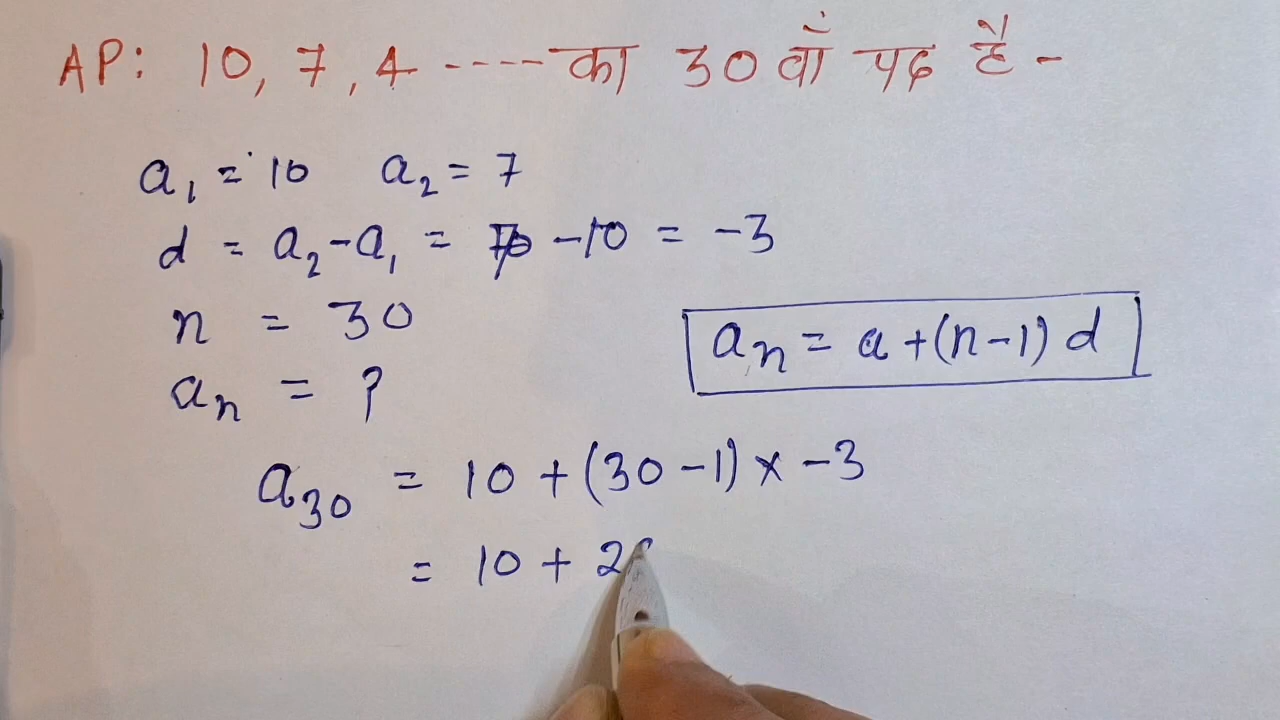 AP: 10, 7, 4 ----- का 30 वाँ पद है -
a₁ = 10 a₂ = 7
d = a₂ - a₁ = 7 - 10 = -3
n = 30
aₙ = a + (n-1) d
aₙ = ?
a₃₀ = 10 + (30 - 1) × -3
= 10 + 2